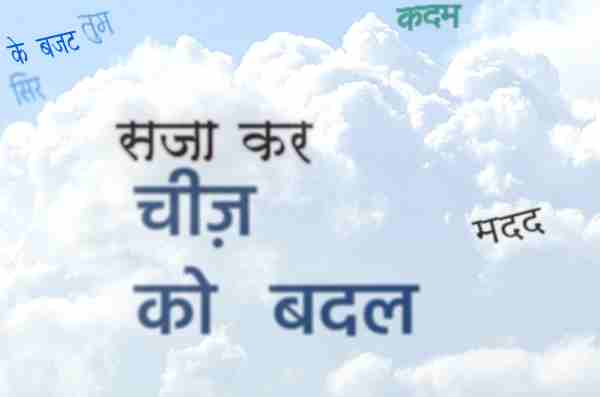 के बजट तुम
कदम
सिर
सजा कर
चीज़
मदद
को बदल